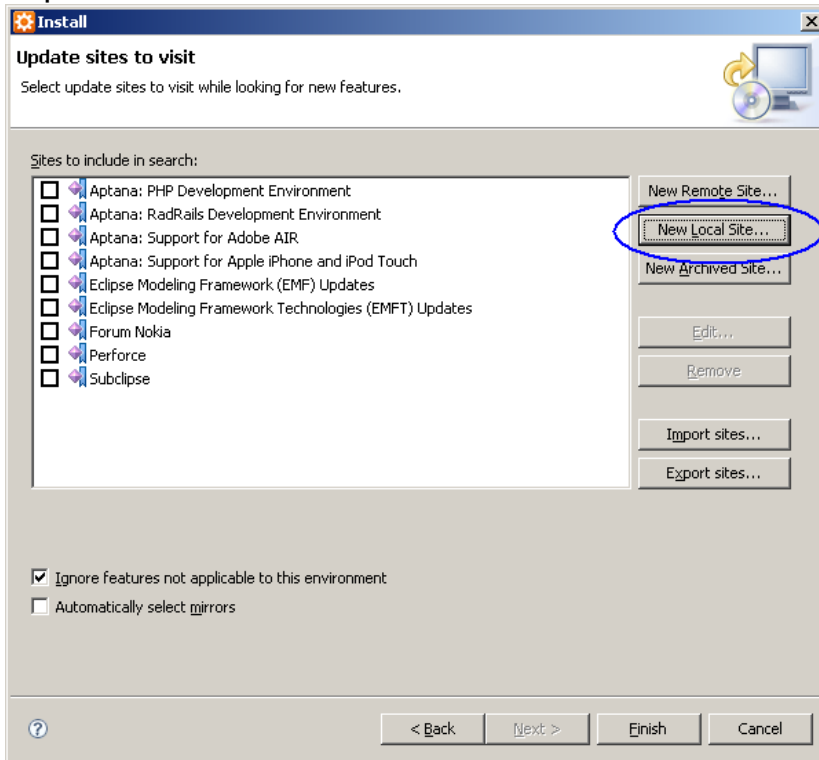 Install
Update sites to visit
Select update sites to visit while looking for new features.
Sites to include in search:
Aptana: PHP Development Environment
Aptana: RadRails Development Environment
Aptana: Support for Adobe AIR
Aptana: Support for Apple iPhone and iPod Touch
Eclipse Modeling Framework (EMF) Updates
Eclipse Modeling Framework Technologies (EMFT) Updates
Forum Nokia
Perforce
Subclipse
New Remote Site...
New Local Site...
New Archived Site...
Edit...
Remove
Import sites...
Export sites...
Ignore features not applicable to this environment
Automatically select mirrors
< Back
Next >
Finish
Cancel